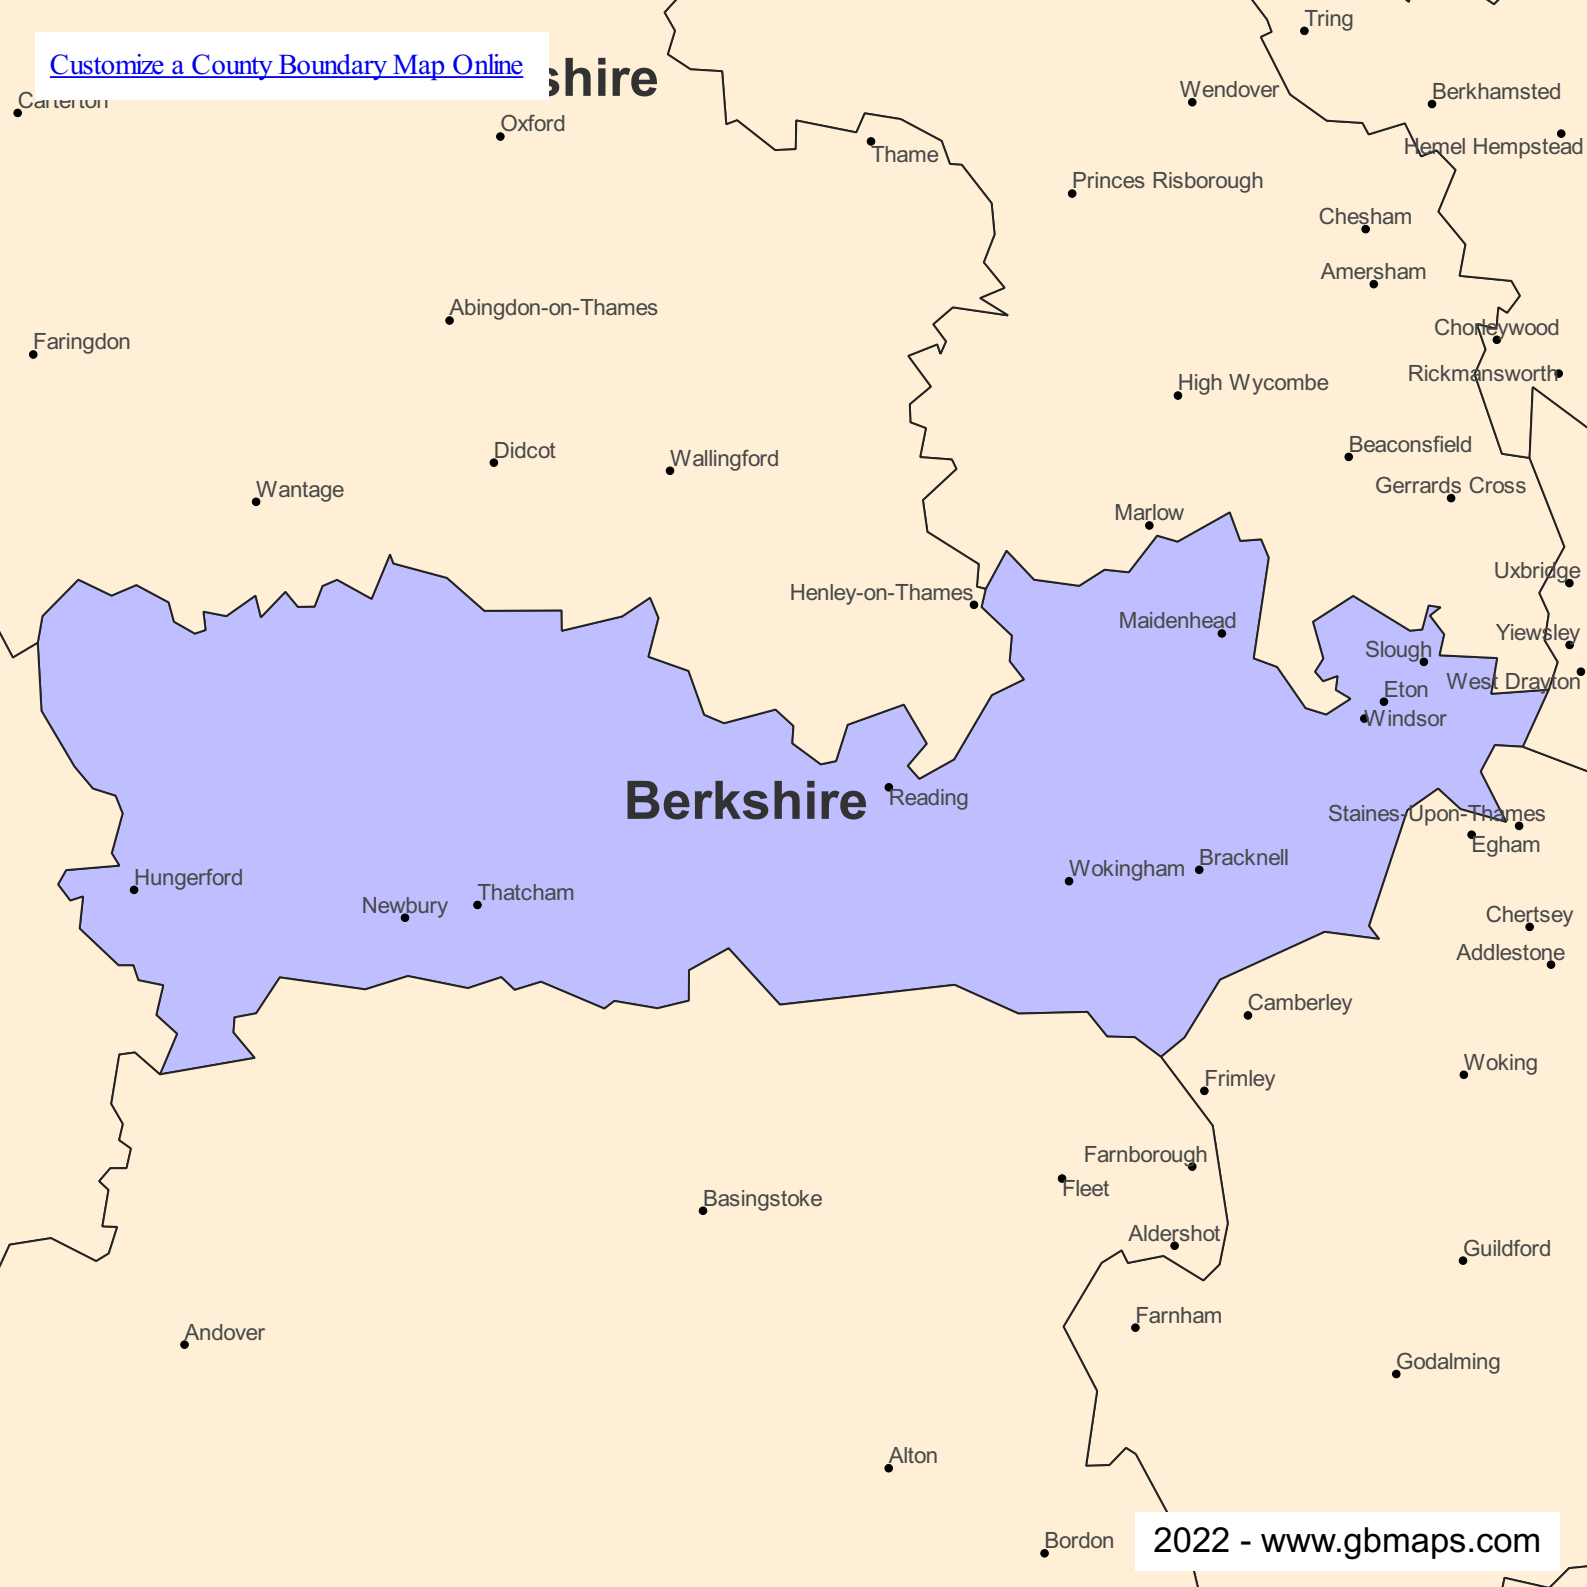 Tring
Customize a County Boundary Map Online
shire
Wendover
Berkhamsted
Carterton
Oxford
Thame
Hemel Hempstead
Princes Risborough
Chesham
Amersham
Abingdon-on-Thames
Chorleywood
Faringdon
Rickmansworth
High Wycombe
Beaconsfield
Didcot
Wallingford
Gerrards Cross
Wantage
Marlow
Uxbridge
Henley-on-Thames
Maidenhead
Yiewsley
Slough
West Drayton
Eton
Windsor
Berkshire
Reading
Staines-Upon-Thames
Egham
Bracknell
Wokingham
Hungerford
Thatcham
Newbury
Chertsey
Addlestone
Camberley
Woking
Frimley
Farnborough
Fleet
Basingstoke
Aldershot
Guildford
Farnham
Andover
Godalming
Alton
Bordon
2022 - www.gbmaps.com